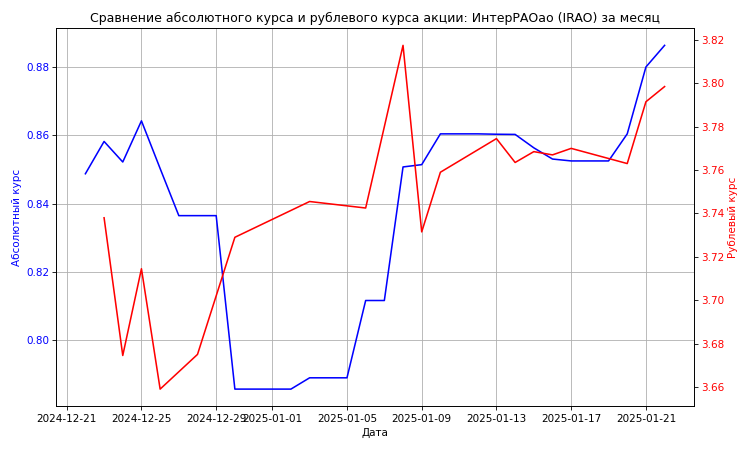 Сравнение абсолютного курса и рублевого курса акции: ИнтерРАОао (IRAO) за месяц
0.88
0.86
0.84
0.82
0.80
Абсолютный курс
3.82
3.80
3.78
3.76
3.74
3.72
3.70
3.68
3.66
Рублевый курс
2024-12-21 2024-12-25 2024-12-29 2025-01-01 2025-01-05 2025-01-09 2025-01-13 2025-01-17 2025-01-21
Дата